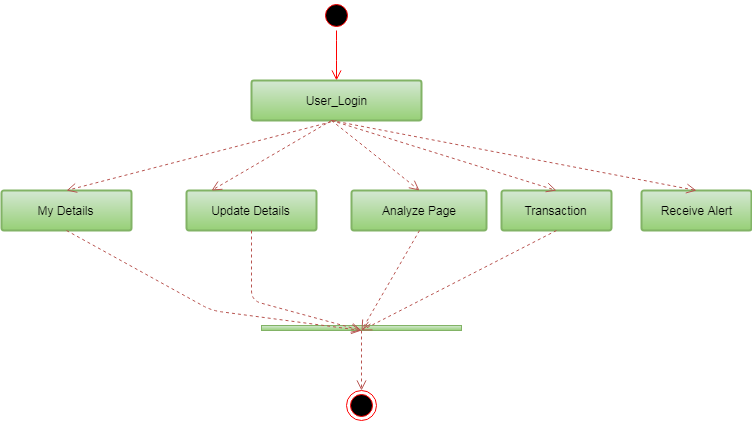 User_Login
My Details
Update Details
Analyze Page
Transaction
Receive Alert